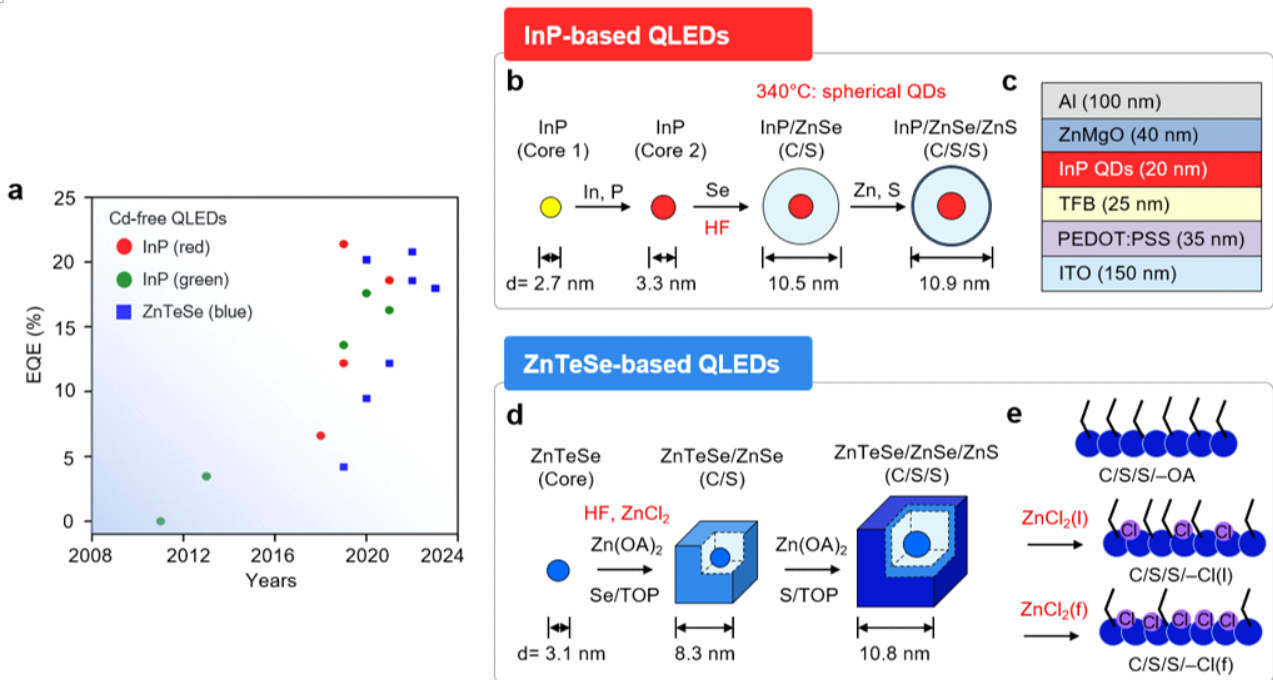 a
25
20
15
10
5
0
EQE (%)
2008
2012
2016
2020
2024
Years
Cd-free QLEDs
InP (red)
InP (green)
ZnTeSe (blue)
InP-based QLEDs
b
340°C: spherical QDs
InP
(Core 1)
In, P
InP
(Core 2)
Se
HF
InP/ZnSe
(C/S)
Zn, S
InP/ZnSe/ZnS
(C/S/S)
d= 2.7 nm
3.3 nm
10.5 nm
10.9 nm
c
Al (100 nm)
ZnMgO (40 nm)
InP QDs (20 nm)
TFB (25 nm)
PEDOT:PSS (35 nm)
ITO (150 nm)
ZnTeSe-based QLEDs
d
ZnTeSe
(Core)
HF, ZnCl₂
Zn(OA)₂
Se/TOP
ZnTeSe/ZnSe
(C/S)
Zn(OA)₂
S/TOP
ZnTeSe/ZnSe/ZnS
(C/S/S)
d= 3.1 nm
8.3 nm
10.8 nm
e
C/S/S/–OA
ZnCl₂(l)
Cl
Cl
Cl
C/S/S/–Cl(l)
ZnCl₂(f)
Cl
Cl
Cl
Cl
Cl
C/S/S/–Cl(f)